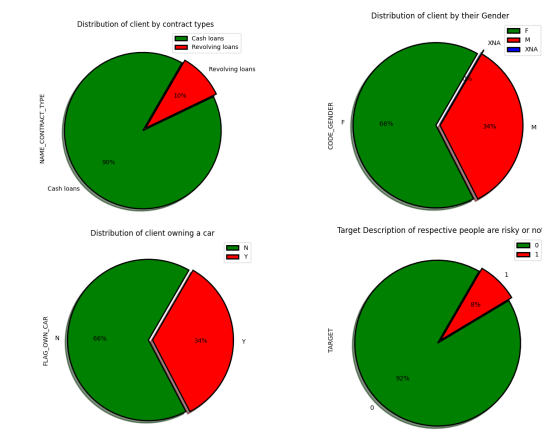 Distribution of client by contract types
Cash loans
Revolving loans
Revolving loans
10%
NAME_CONTRACT_TYPE
90%
Cash loans
Distribution of client by their Gender
F
M
XNA
XNA
CODE_GENDER
F
66%
34%
M
Distribution of client owning a car
N
Y
FLAG_OWN_CAR
N
66%
34%
Y
Target Description of respective people are risky or not
0
1
1
8%
TARGET
92%
0